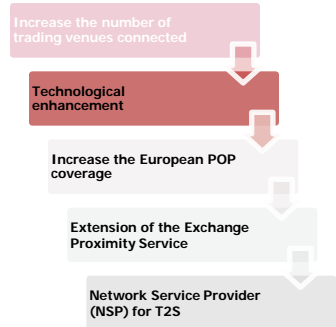 Increase the number of
trading venues connected
Technological
enhancement
Increase the European POP
coverage
Extension of the Exchange
Proximity Service
Network Service Provider
(NSP) for T2S